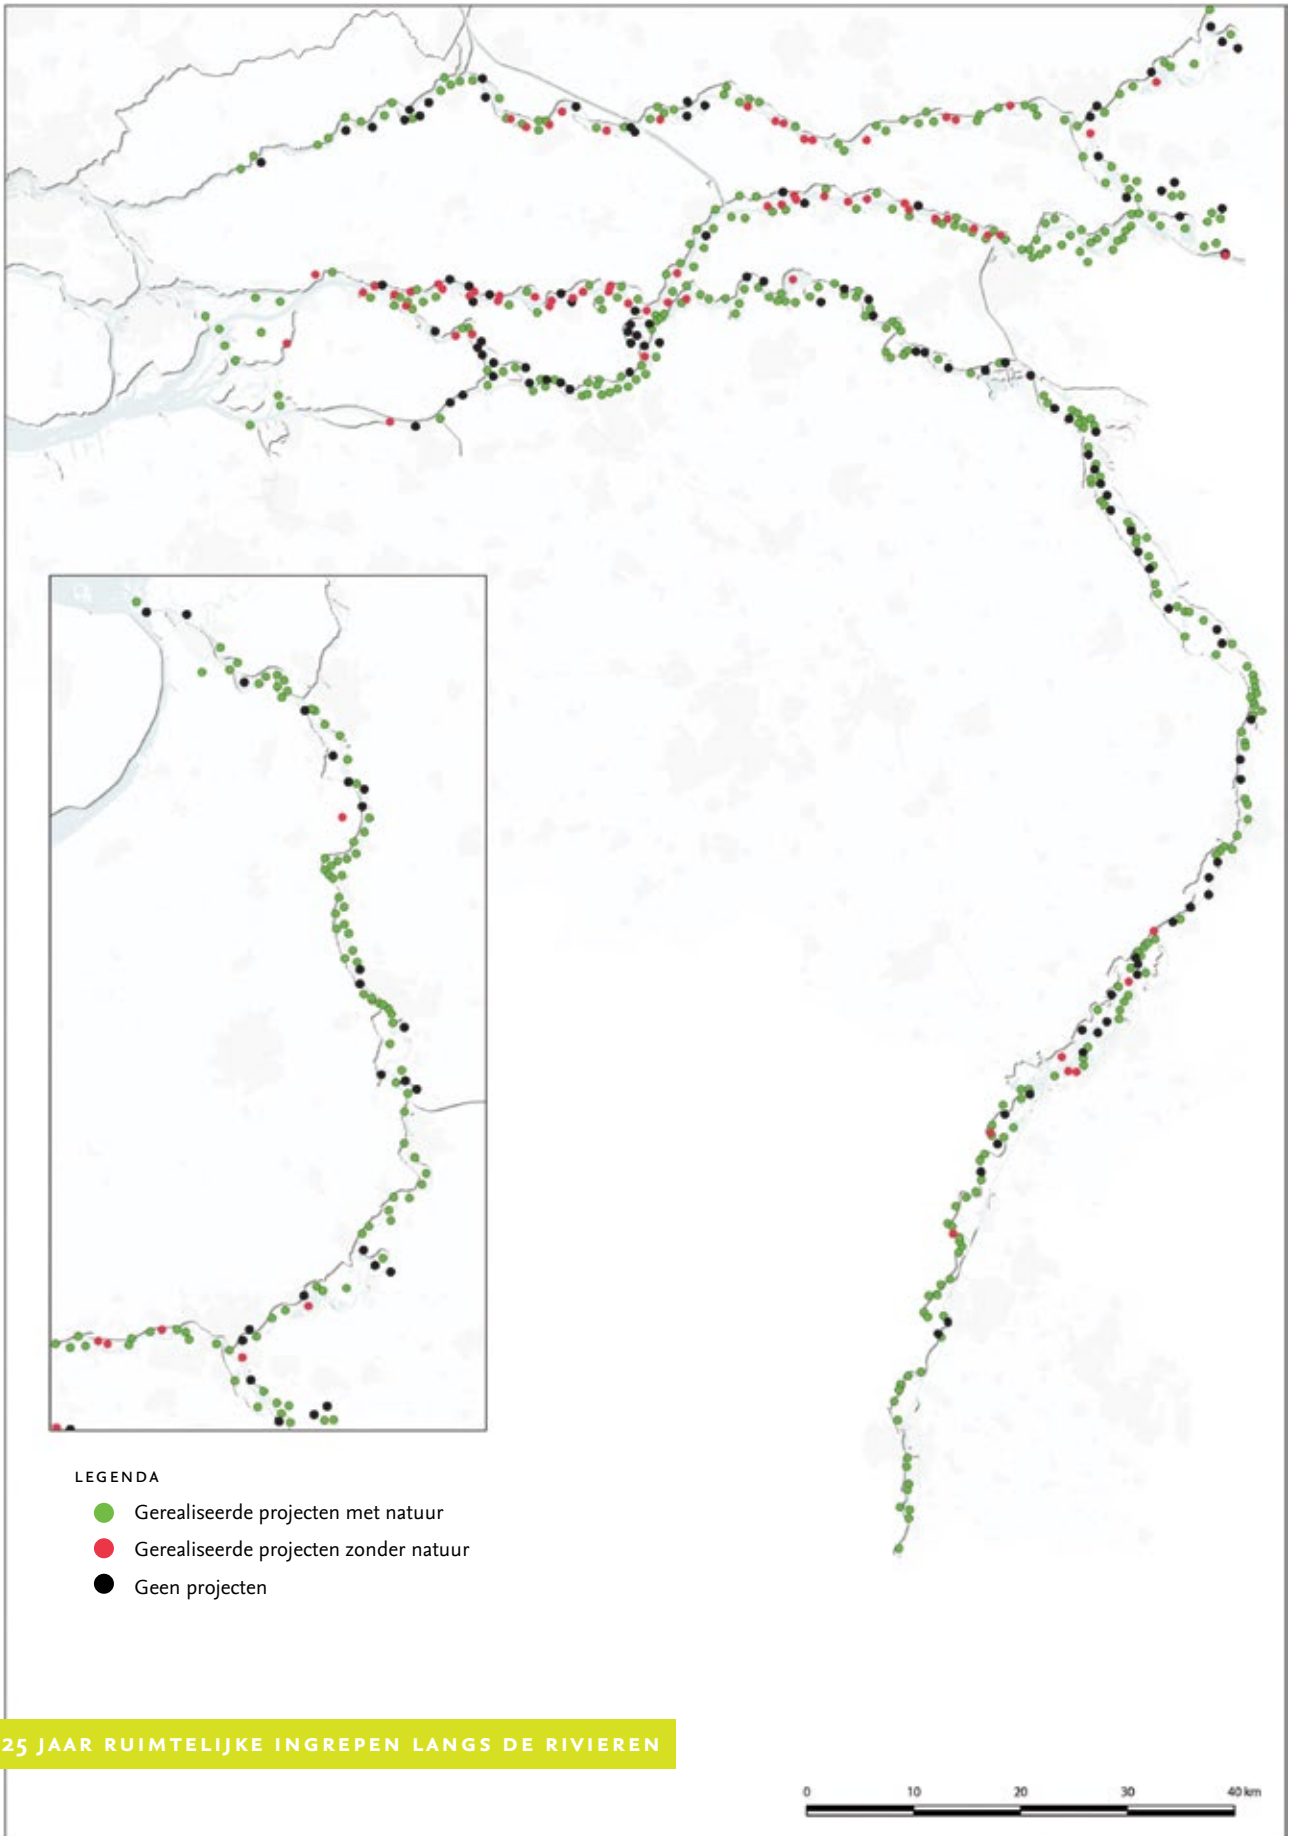 LEGENDA
Gerealiseerde projecten met natuur
Gerealiseerde projecten zonder natuur
Geen projecten
25 JAAR RUIMTELIJKE INGREPEN LANGS DE RIVIEREN
0 10 20 30 40 km